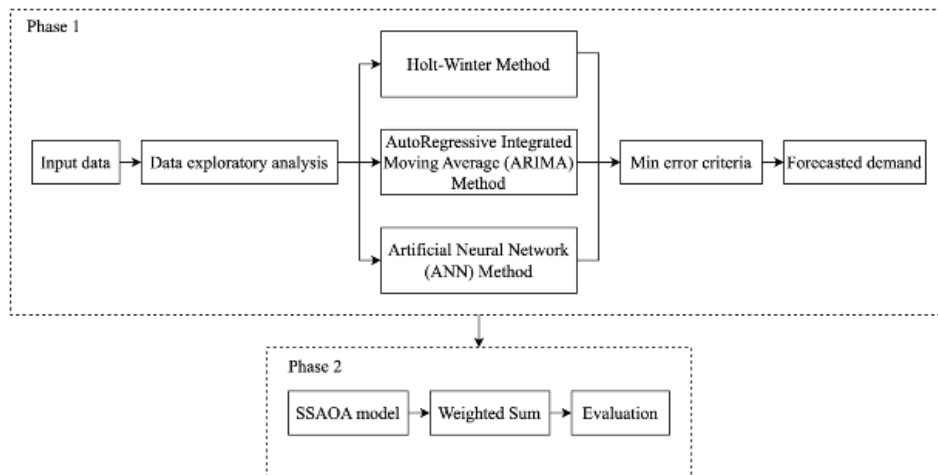 Phase 1
Holt-Winter Method
Input data
Data exploratory analysis
AutoRegressive Integrated
Moving Average (ARIMA)
Method
Min error criteria
Forecasted demand
Artificial Neural Network
(ANN) Method
Phase 2
SSAOA model
Weighted Sum
Evaluation